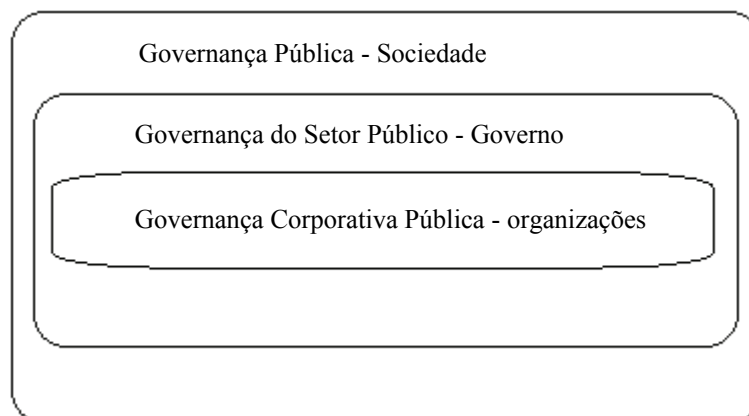 Governança Pública - Sociedade
Governança do Setor Público - Governo
Governança Corporativa Pública - organizações